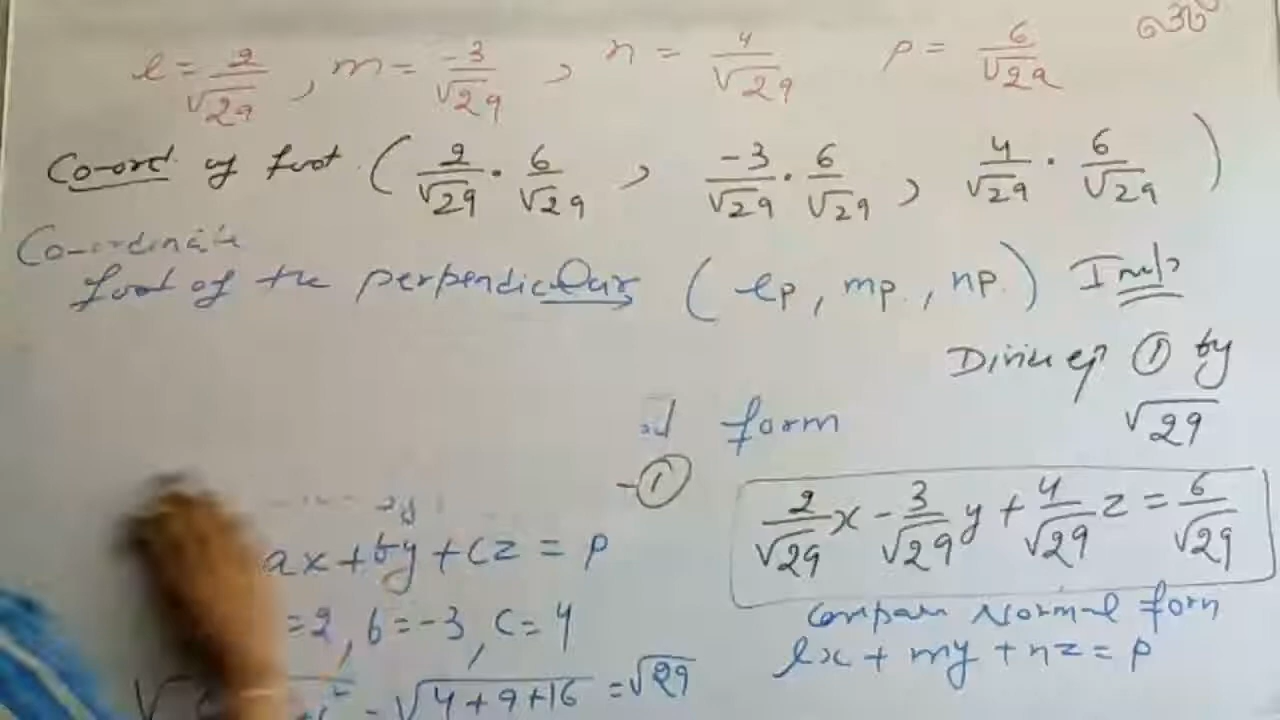 l = 2/√29 , m = -3/√29 , n = 4/√29 p = 6/√29
Co-ord. of foot ( 2/√29 · 6/√29 , -3/√29 · 6/√29 , 4/√29 · 6/√29 )
Co-ordinate
foot of the perpendicular ( lp , mp. , np. )
Divide eqn ① by
√29
form
- ①
2/√29 x - 3/√29 y + 4/√29 z = 6/√29
ax + by + cz = p
= 2 , b = -3 , c = 4
Compare Normal form
lx + my + nz = p
= √4+9+16 = √29